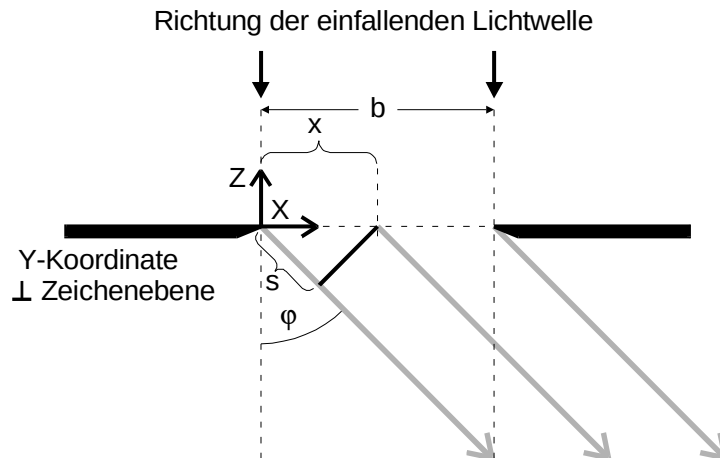 Richtung der einfallenden Lichtwelle
b
x
Z
X
Y-Koordinate
⊥ Zeichenebene
s
φ